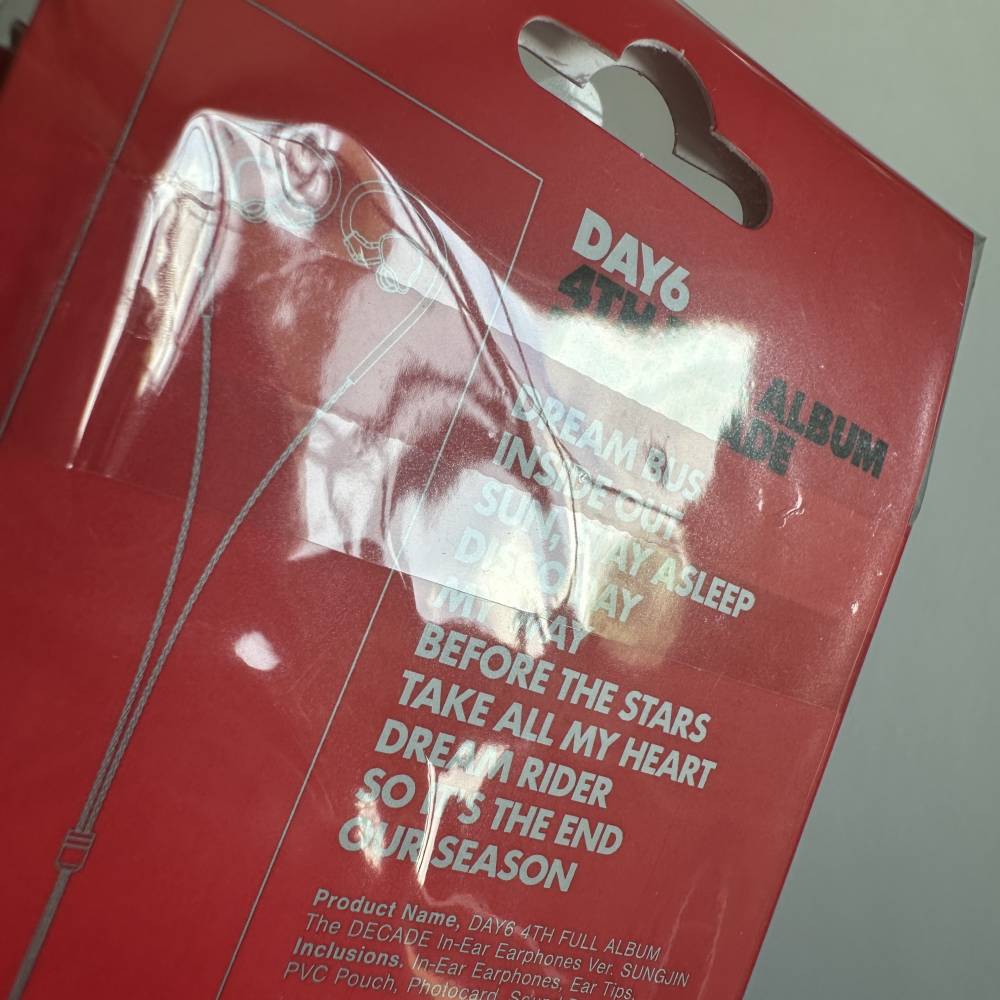 DAY6
4TH
ALBUM
DREAM BUS
INSIDE OUT
SUN, STAY ASLEEP
DISCO DAY
MY WAY
BEFORE THE STARS
TAKE ALL MY HEART
DREAM RIDER
SO IT'S THE END
OUR SEASON
Product Name, DAY6 4TH FULL ALBUM
The DECADE In-Ear Earphones Ver. SUNGJIN
Inclusions. In-Ear Earphones, Ear Tips,
PVC Pouch, Photocard,